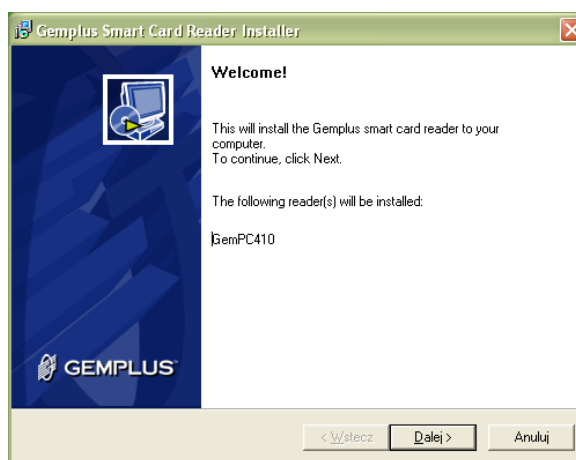 Gemplus Smart Card Reader Installer
Welcome!
This will install the Gemplus smart card reader to your
computer.
To continue, click Next.
The following reader(s) will be installed:
GemPC410
GEMPLUS™
< Wstecz
Dalej >
Anuluj